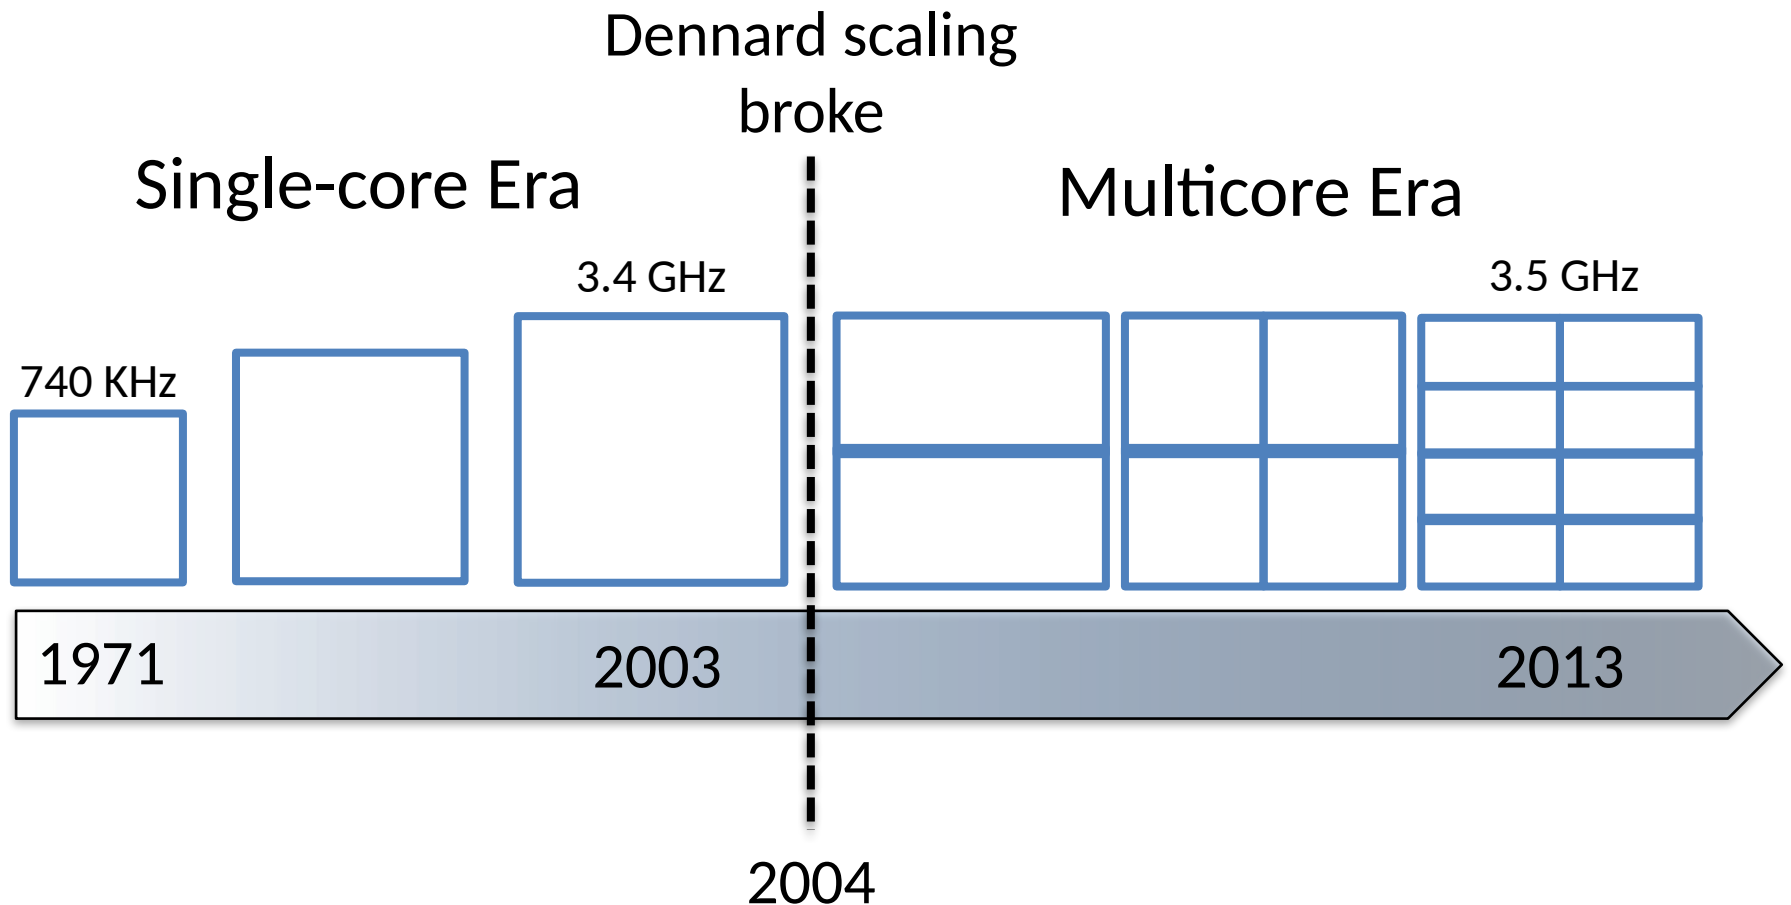 Dennard scaling
broke
Single-core Era
Multicore Era
740 KHz
3.4 GHz
3.5 GHz
1971
2003
2013
2004